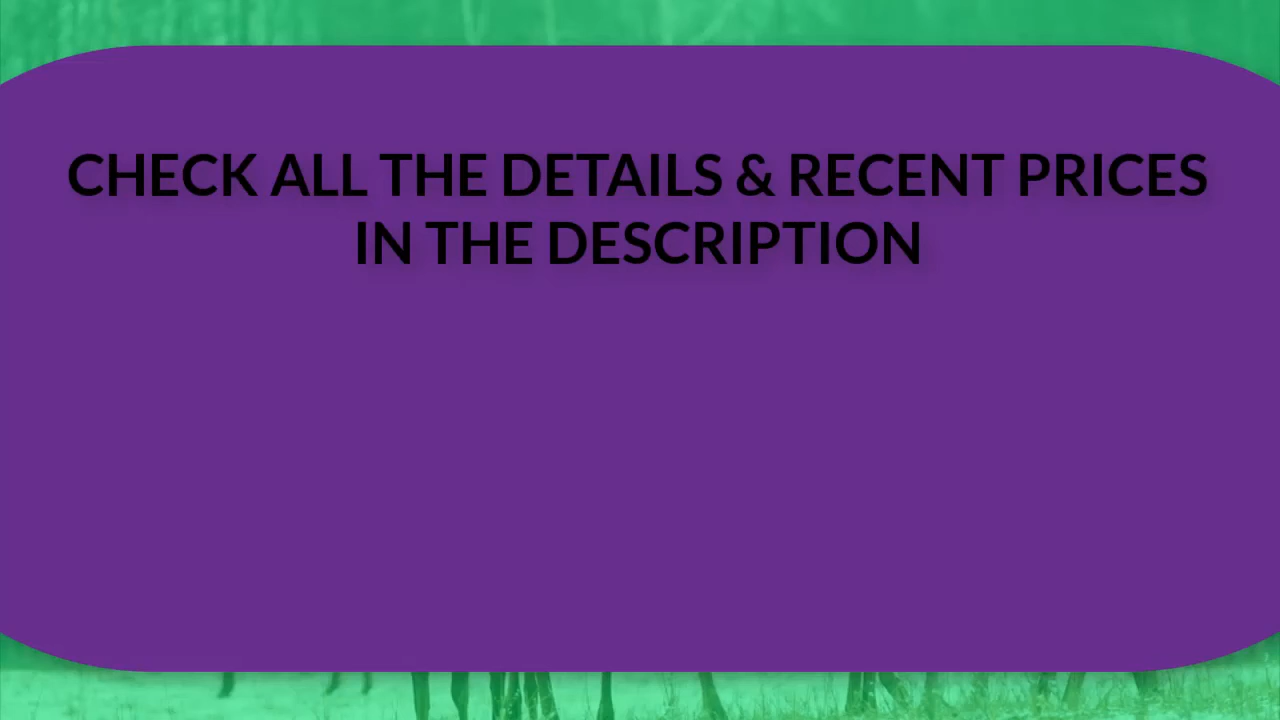 CHECK ALL THE DETAILS & RECENT PRICES
IN THE DESCRIPTION